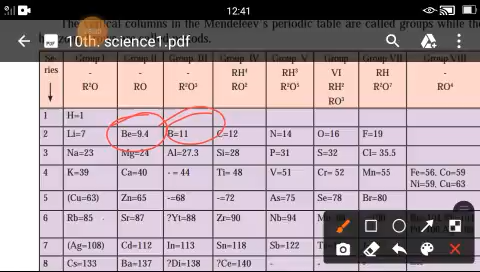 12:41
The vertical columns in the Mendeleev's periodic table are called groups while the
10th. science1.pdf
Se- Group I Group II Group III Group IV Group V Group Group VII Group VIII
ries - - - RH⁴ RH³ VI RH -
R²O RO R²O³ RO² R²O⁵ RH² R²O⁷ RO⁴
RO³
1 H=1
2 Li=7 Be=9.4 B=11 C=12 N=14 O=16 F=19
3 Na=23 Mg=24 Al=27.3 Si=28 P=31 S=32 Cl= 35.5
4 K=39 Ca=40 - = 44 Ti= 48 V=51 Cr= 52 Mn=55 Fe=56, Co=59
Ni=59, Cu=63
5 (Cu=63) Zn=65 -=68 -=72 As=75 Se=78 Br=80
6 Rb=85 Sr=87 ?Yt=88 Zr=90 Nb=94
7 (Ag=108) Cd=112 In=113 Sn=118 Sb=122
8 Cs=133 Ba=137 ?Di=138 ?Ce=140 - - -